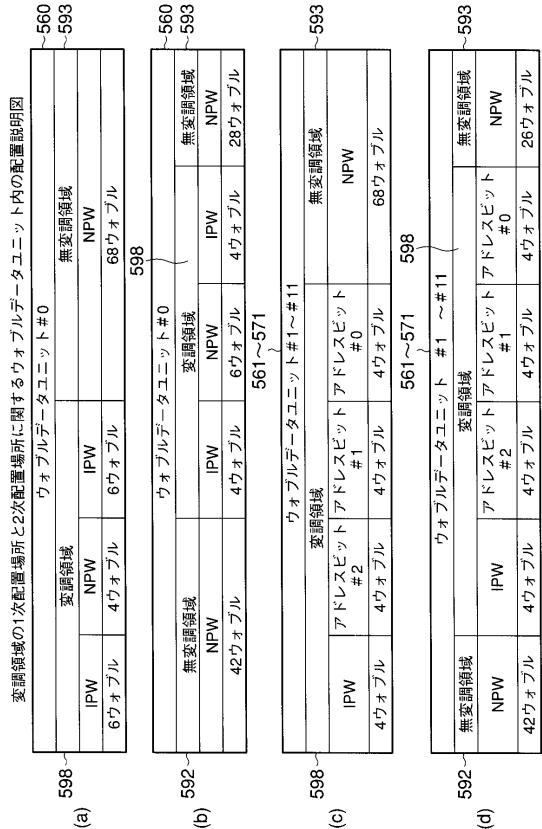 変調領域の1次配置場所と2次配置場所に関するウォブルデータユニット内の配置説明図
(a)
598
560
593
ウォブルデータユニット#0
変調領域 無変調領域
IPW NPW IPW NPW
6ウォブル 4ウォブル 6ウォブル 68ウォブル
(b)
592
598
560
593
ウォブルデータユニット#0
無変調領域 変調領域 無変調領域
NPW IPW NPW IPW NPW
42ウォブル 4ウォブル 6ウォブル 4ウォブル 28ウォブル
(c)
598
561~571
593
ウォブルデータユニット#1~#11
変調領域 無変調領域
IPW アドレスビット#2 アドレスビット#1 アドレスビット#0 NPW
4ウォブル 4ウォブル 4ウォブル 4ウォブル 68ウォブル
(d)
592
561~571
598
593
ウォブルデータユニット #1 ~#11
無変調領域 変調領域 無変調領域
NPW IPW アドレスビット#2 アドレスビット#1 アドレスビット#0 NPW
42ウォブル 4ウォブル 4ウォブル 4ウォブル 4ウォブル 26ウォブル